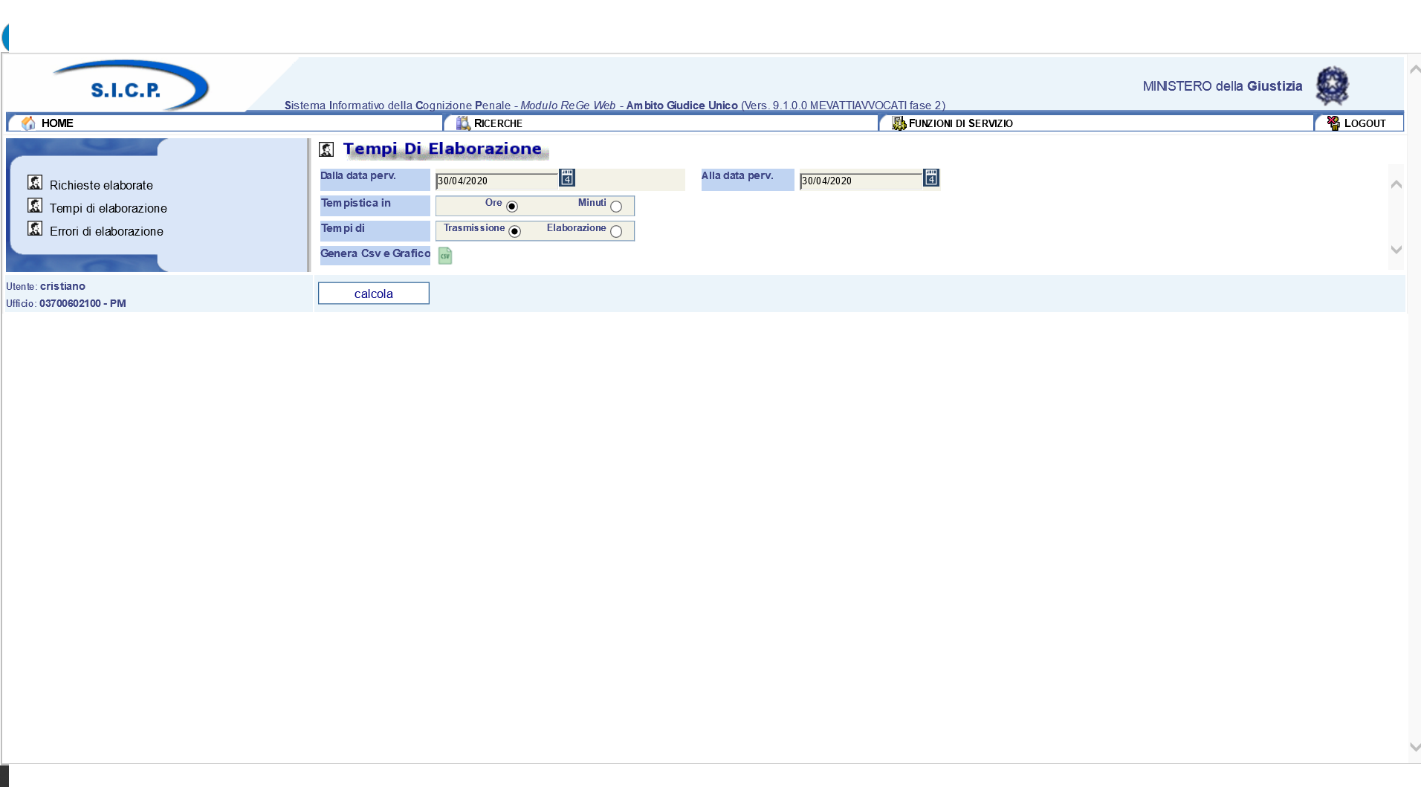 S.I.C.P.
MINISTERO della Giustizia
Sistema Informativo della Cognizione Penale - Modulo ReGe Web - Ambito Giudice Unico (Vers. 9.1.0.0 MEVATTIAVVOCATI fase 2)
HOME
RICERCHE
FUNZIONI DI SERVIZIO
LOGOUT
Richieste elaborate
Tempi di elaborazione
Errori di elaborazione
Tempi Di Elaborazione
Dalla data perv. 30/04/2020 Alla data perv. 30/04/2020
Tempistica in Ore Minuti
Tempi di Trasmissione Elaborazione
Genera Csv e Grafico CSV
Utente: cristiano
Ufficio: 03700602100 - PM
calcola